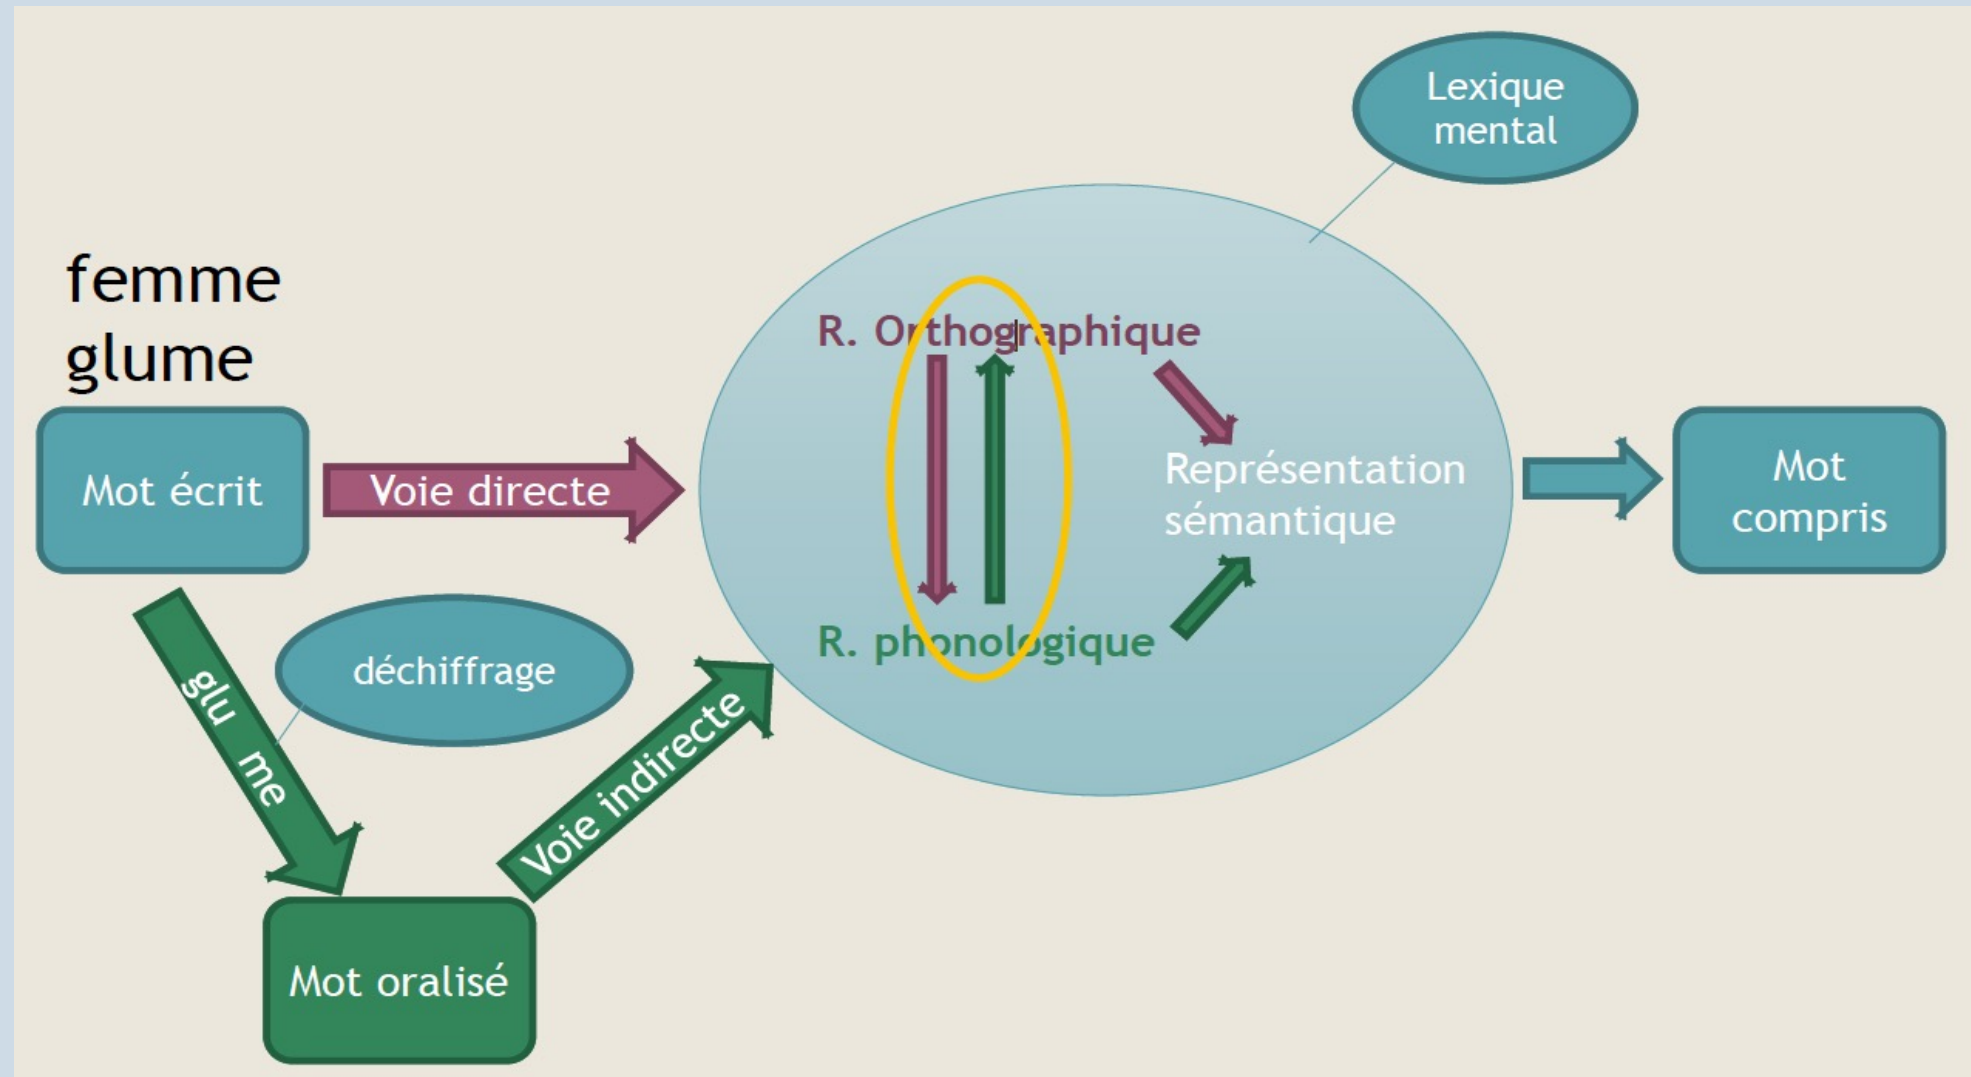 Lexique
mental
femme
glume
R. Orthographique
Mot écrit
Voie directe
Représentation
sémantique
Mot
compris
R. phonologique
déchiffrage
glu me
Voie indirecte
Mot oralisé